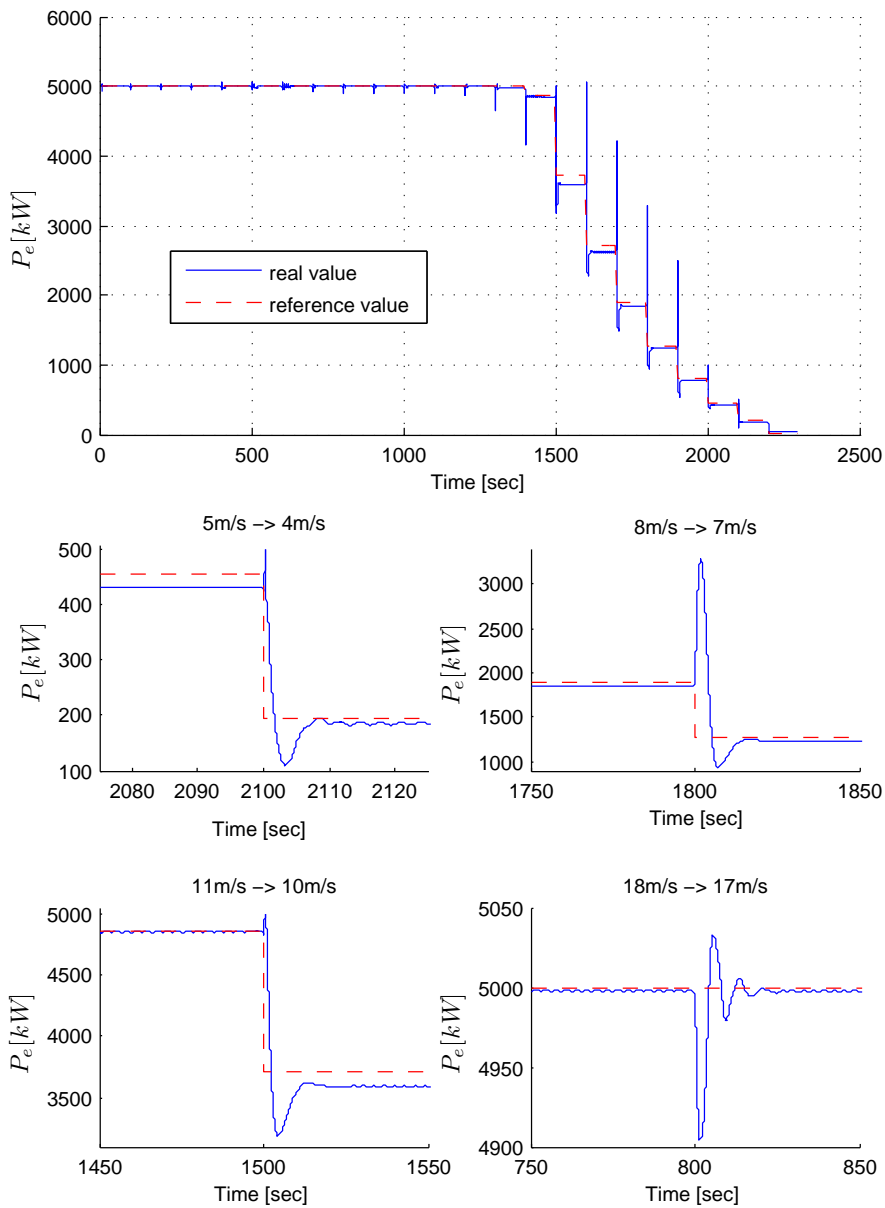 6000
5000
4000
3000
2000
1000
0
P_e [kW]
real value
reference value
0 500 1000 1500 2000 2500
Time [sec]
5m/s −> 4m/s
500
400
300
200
100
P_e [kW]
2080 2090 2100 2110 2120
Time [sec]
8m/s −> 7m/s
3000
2500
2000
1500
1000
P_e [kW]
1750 1800 1850
Time [sec]
11m/s −> 10m/s
5000
4500
4000
3500
P_e [kW]
1450 1500 1550
Time [sec]
18m/s −> 17m/s
5050
5000
4950
4900
P_e [kW]
750 800 850
Time [sec]